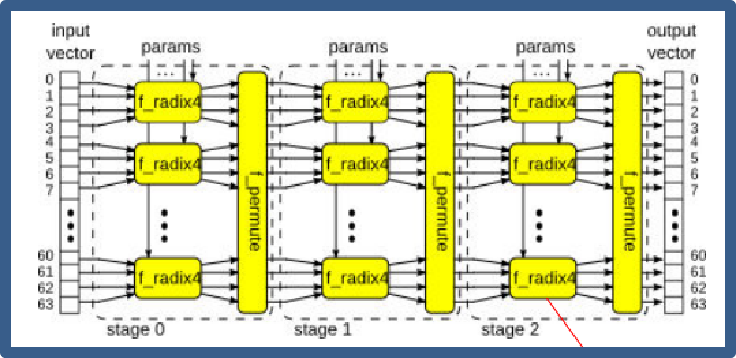 input
vector
params
params
params
output
vector
...
...
...
0
1
2
3
4
5
6
7
60
61
62
63
f_radix4
f_radix4
f_radix4
f_permute
f_radix4
f_radix4
f_radix4
f_permute
f_radix4
f_radix4
f_radix4
f_permute
0
1
2
3
4
5
6
7
60
61
62
63
stage 0
stage 1
stage 2